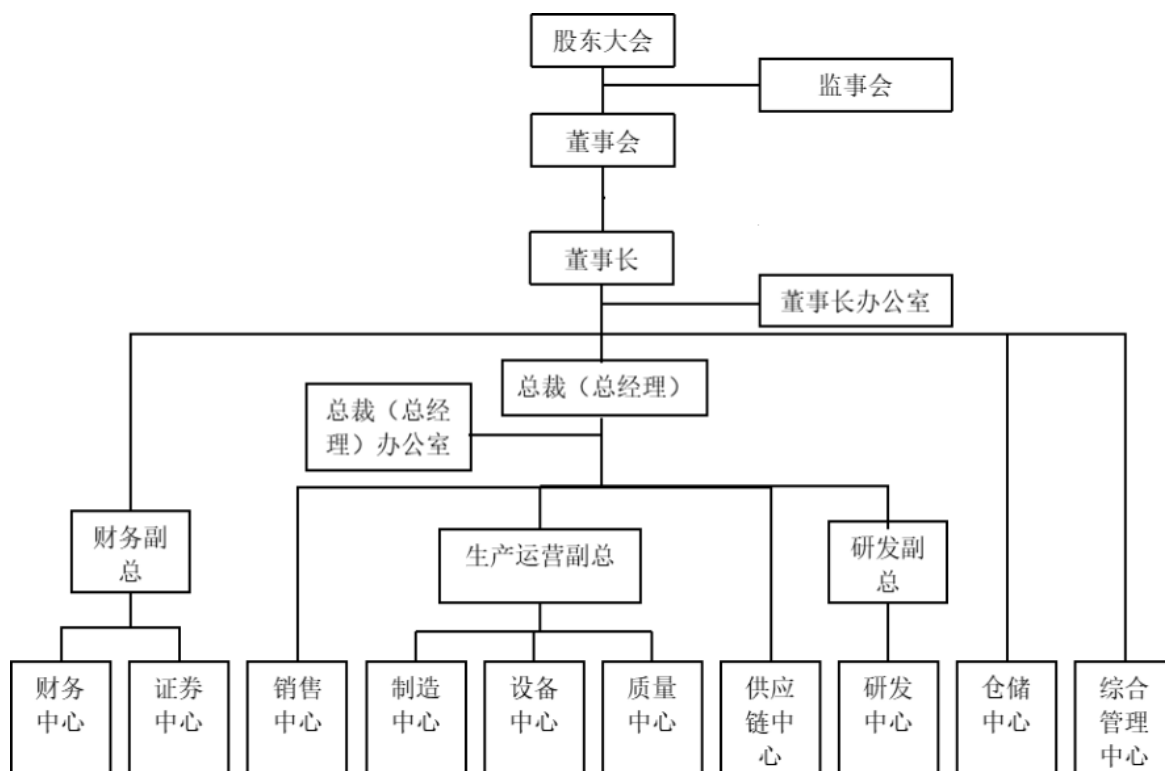 股东大会
监事会
董事会
董事长
董事长办公室
总裁（总经理）
总裁（总经
理）办公室
财务副
总
生产运营副总
研发副
总
财务
中心
证券
中心
销售
中心
制造
中心
设备
中心
质量
中心
供应
链中
心
研发
中心
仓储
中心
综合
管理
中心